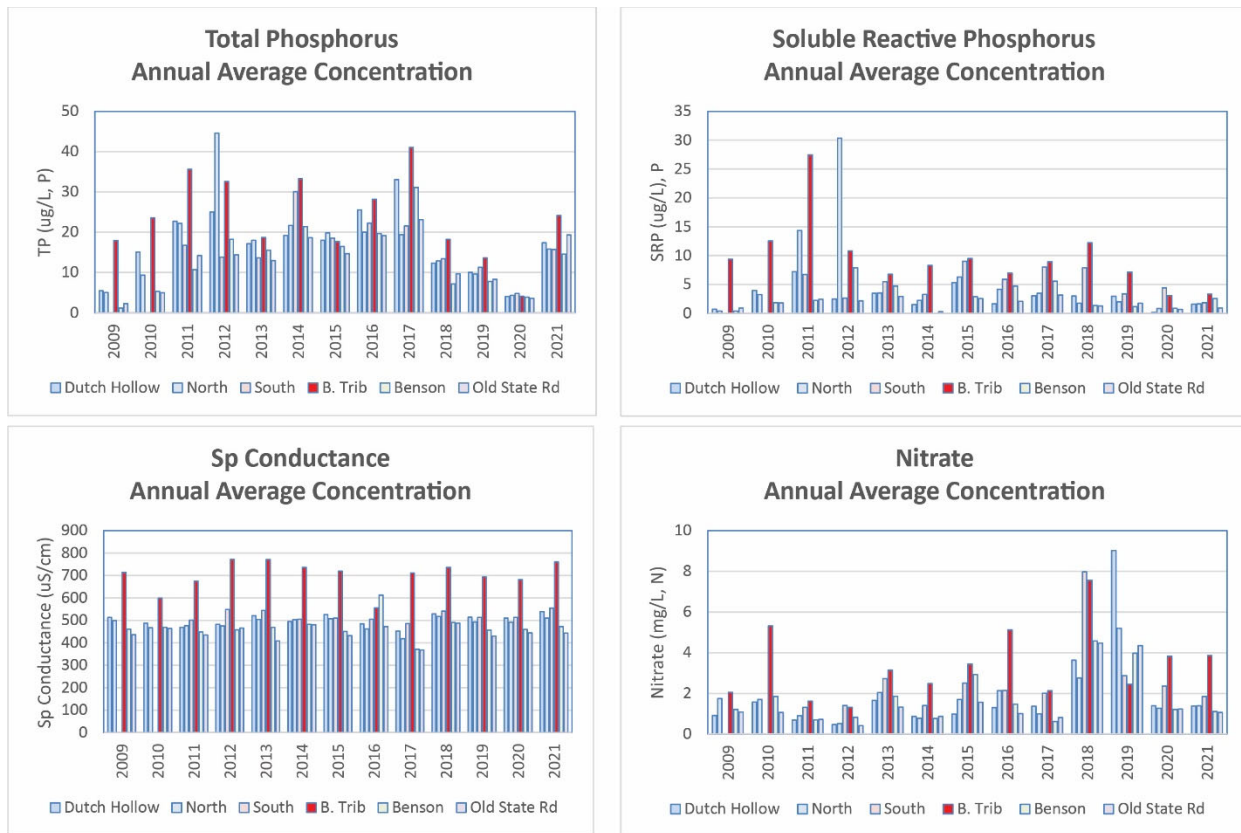 Total Phosphorus
Annual Average Concentration
TP (ug/L, P)
50
40
30
20
10
0
2009 2010 2011 2012 2013 2014 2015 2016 2017 2018 2019 2020 2021
Dutch Hollow North South B. Trib Benson Old State Rd
Soluble Reactive Phosphorus
Annual Average Concentration
SRP (ug/L), P
35
30
25
20
15
10
5
0
2009 2010 2011 2012 2013 2014 2015 2016 2017 2018 2019 2020 2021
Dutch Hollow North South B. Trib Benson Old State Rd
Sp Conductance
Annual Average Concentration
Sp Conductance (uS/cm)
900
800
700
600
500
400
300
200
100
0
2009 2010 2011 2012 2013 2014 2015 2016 2017 2018 2019 2020 2021
Dutch Hollow North South B. Trib Benson Old State Rd
Nitrate
Annual Average Concentration
Nitrate (mg/L, N)
10
8
6
4
2
0
2009 2010 2011 2012 2013 2014 2015 2016 2017 2018 2019 2020 2021
Dutch Hollow North South B. Trib Benson Old State Rd